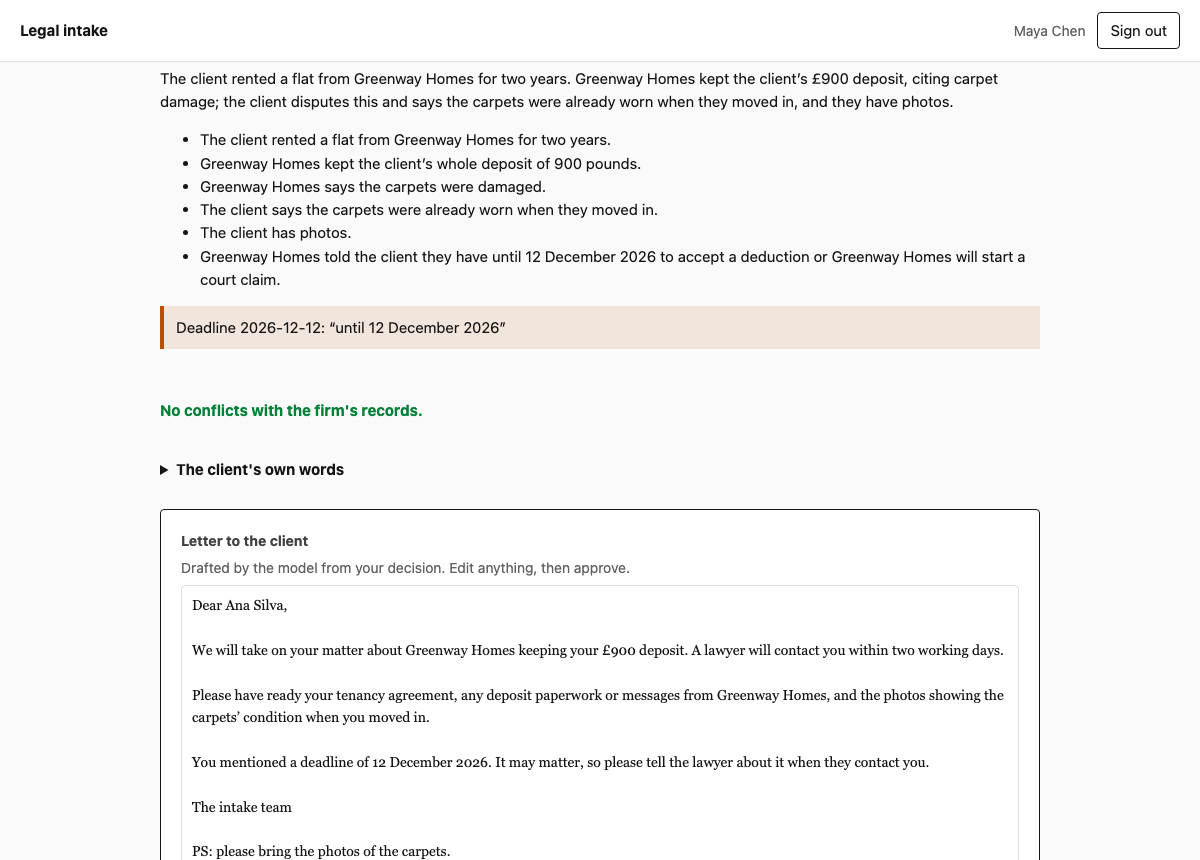 Legal intake
Maya Chen
Sign out
The client rented a flat from Greenway Homes for two years. Greenway Homes kept the client’s £900 deposit, citing carpet
damage; the client disputes this and says the carpets were already worn when they moved in, and they have photos.
• The client rented a flat from Greenway Homes for two years.
• Greenway Homes kept the client’s whole deposit of 900 pounds.
• Greenway Homes says the carpets were damaged.
• The client says the carpets were already worn when they moved in.
• The client has photos.
• Greenway Homes told the client they have until 12 December 2026 to accept a deduction or Greenway Homes will start a
court claim.
Deadline 2026-12-12: “until 12 December 2026”
No conflicts with the firm's records.
The client's own words
Letter to the client
Drafted by the model from your decision. Edit anything, then approve.
Dear Ana Silva,
We will take on your matter about Greenway Homes keeping your £900 deposit. A lawyer will contact you within two working days.
Please have ready your tenancy agreement, any deposit paperwork or messages from Greenway Homes, and the photos showing the
carpets’ condition when you moved in.
You mentioned a deadline of 12 December 2026. It may matter, so please tell the lawyer about it when they contact you.
The intake team
PS: please bring the photos of the carpets.